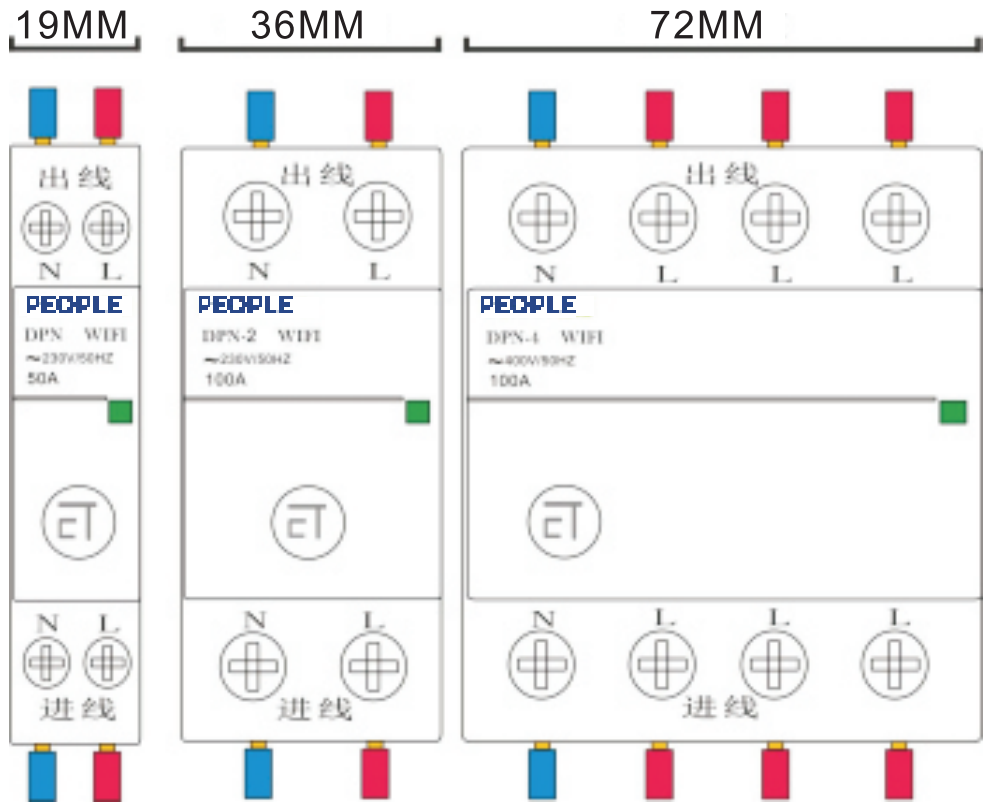 19MM
36MM
72MM
出线
N L
PEOPLE
DPN WIFI
~230V/50HZ
50A
N L
进线
出线
N L
PEOPLE
DPN-2 WIFI
~230V/50HZ
100A
N L
进线
出线
N L L L
PEOPLE
DPN-4 WIFI
~400V/50HZ
100A
N L L L
进线